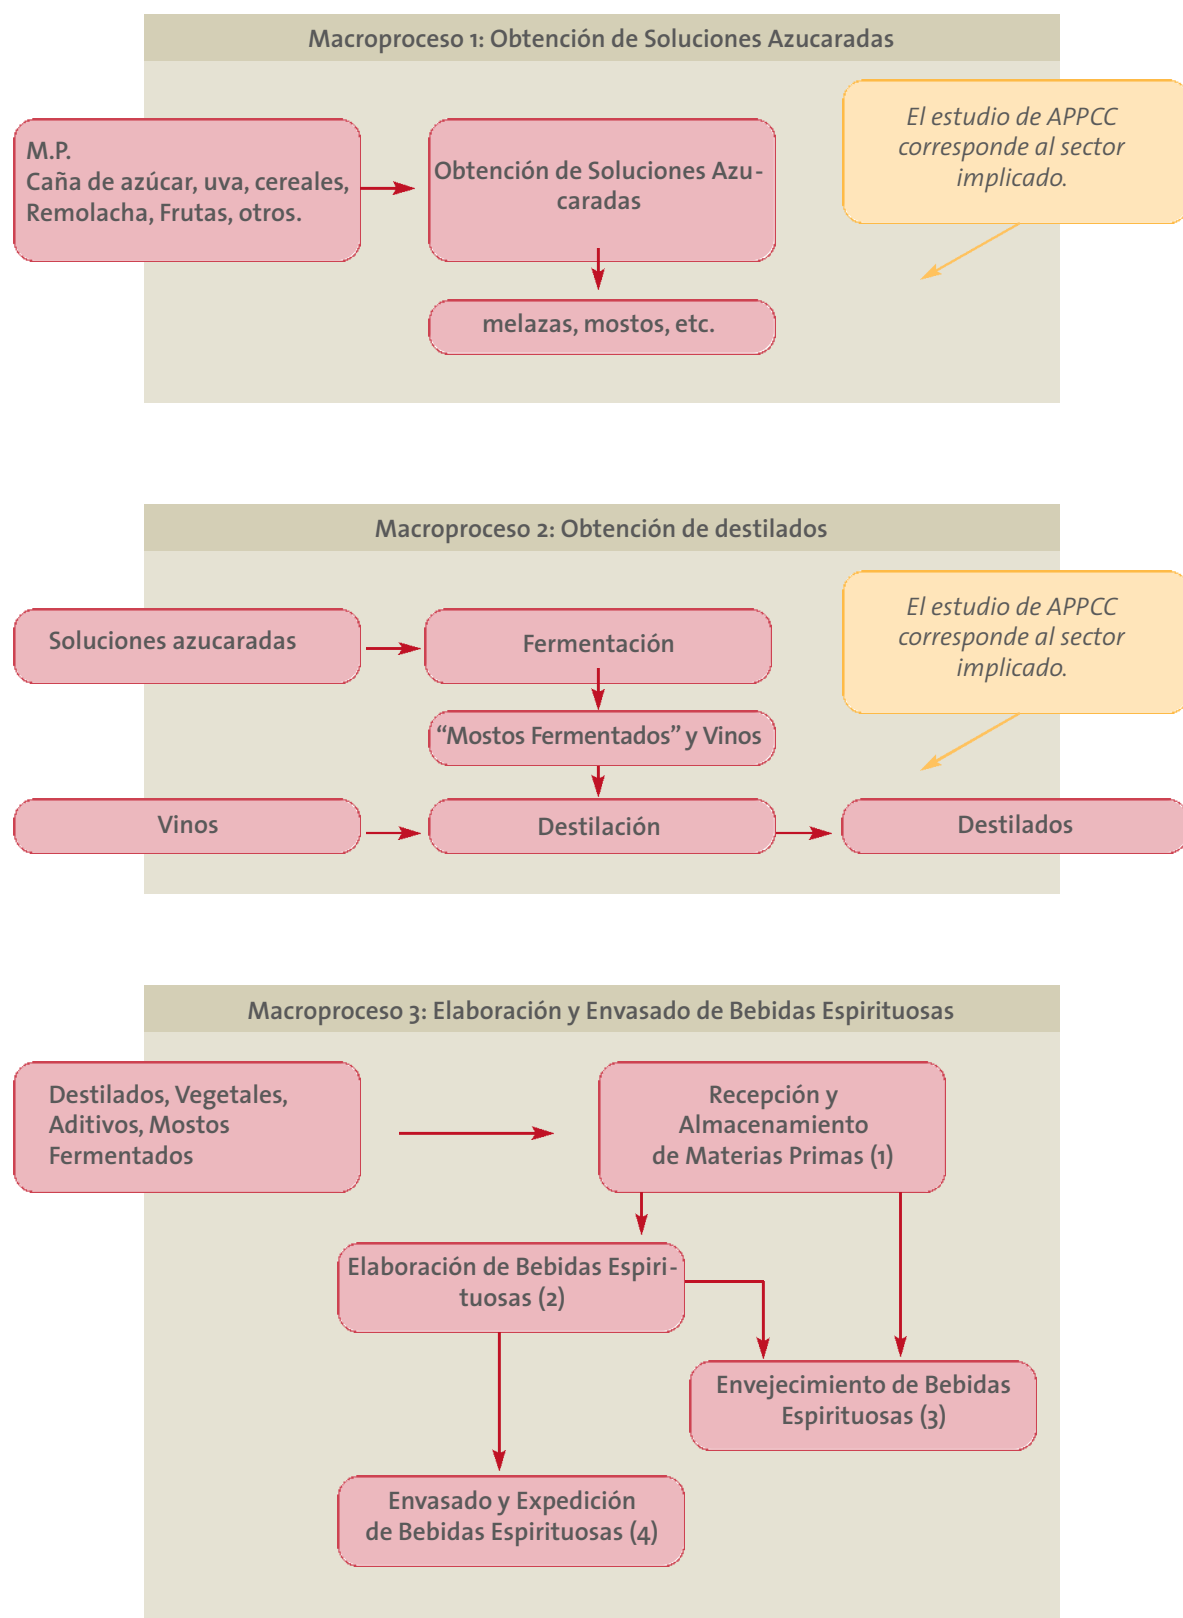 Macroproceso 1: Obtención de Soluciones Azucaradas
El estudio de APPCC
corresponde al sector
implicado.
M.P.
Caña de azúcar, uva, cereales,
Remolacha, Frutas, otros.
Obtención de Soluciones Azu-
caradas
melazas, mostos, etc.
Macroproceso 2: Obtención de destilados
El estudio de APPCC
corresponde al sector
implicado.
Soluciones azucaradas
Fermentación
“Mostos Fermentados” y Vinos
Vinos
Destilación
Destilados
Macroproceso 3: Elaboración y Envasado de Bebidas Espirituosas
Destilados, Vegetales,
Aditivos, Mostos
Fermentados
Recepción y
Almacenamiento
de Materias Primas (1)
Elaboración de Bebidas Espiri-
tuosas (2)
Envejecimiento de Bebidas
Espirituosas (3)
Envasado y Expedición
de Bebidas Espirituosas (4)